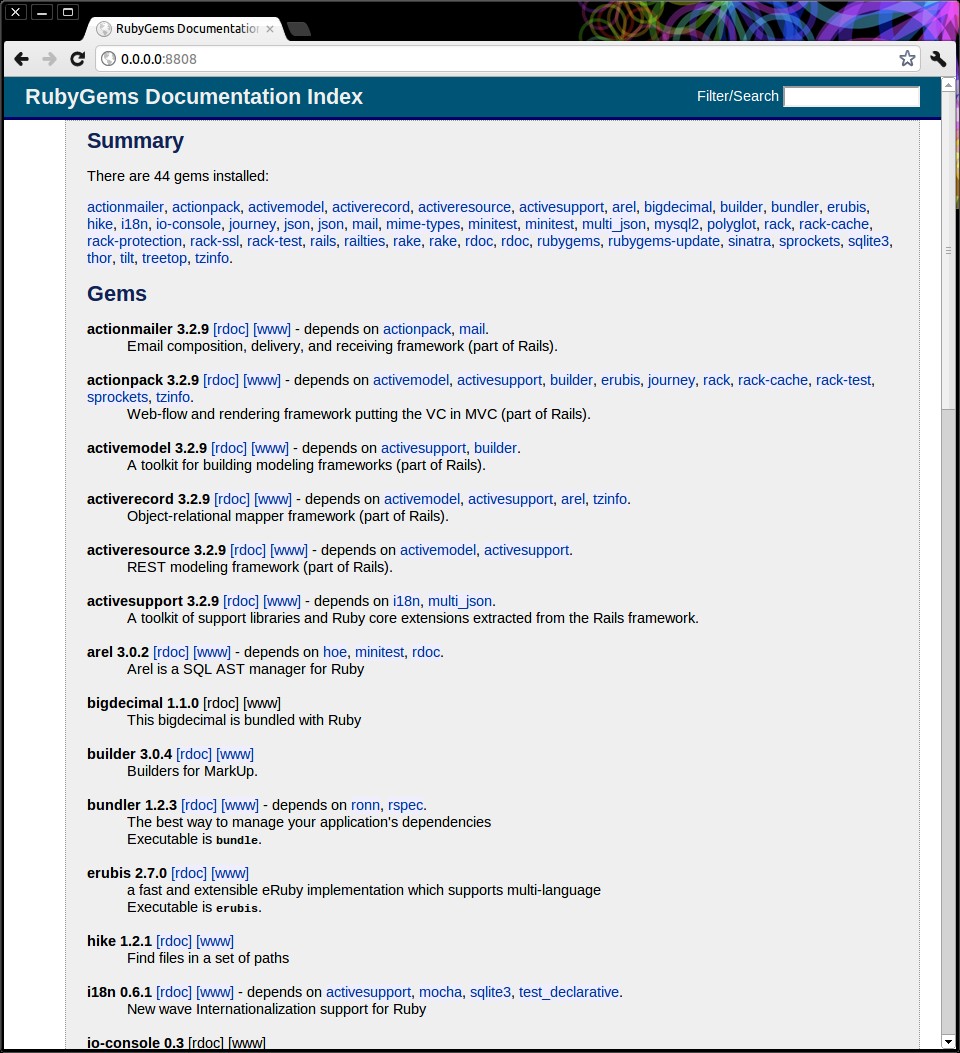 RubyGems Documentation
0.0.0.0:8808
RubyGems Documentation Index
Filter/Search
Summary
There are 44 gems installed:
actionmailer, actionpack, activemodel, activerecord, activeresource, activesupport, arel, bigdecimal, builder, bundler, erubis,
hike, i18n, io-console, journey, json, json, mail, mime-types, minitest, minitest, multi_json, mysql2, polyglot, rack, rack-cache,
rack-protection, rack-ssl, rack-test, rails, railties, rake, rake, rdoc, rdoc, rubygems, rubygems-update, sinatra, sprockets, sqlite3,
thor, tilt, treetop, tzinfo.
Gems
actionmailer 3.2.9 [rdoc] [www] - depends on actionpack, mail.
Email composition, delivery, and receiving framework (part of Rails).
actionpack 3.2.9 [rdoc] [www] - depends on activemodel, activesupport, builder, erubis, journey, rack, rack-cache, rack-test,
sprockets, tzinfo.
Web-flow and rendering framework putting the VC in MVC (part of Rails).
activemodel 3.2.9 [rdoc] [www] - depends on activesupport, builder.
A toolkit for building modeling frameworks (part of Rails).
activerecord 3.2.9 [rdoc] [www] - depends on activemodel, activesupport, arel, tzinfo.
Object-relational mapper framework (part of Rails).
activeresource 3.2.9 [rdoc] [www] - depends on activemodel, activesupport.
REST modeling framework (part of Rails).
activesupport 3.2.9 [rdoc] [www] - depends on i18n, multi_json.
A toolkit of support libraries and Ruby core extensions extracted from the Rails framework.
arel 3.0.2 [rdoc] [www] - depends on hoe, minitest, rdoc.
Arel is a SQL AST manager for Ruby
bigdecimal 1.1.0 [rdoc] [www]
This bigdecimal is bundled with Ruby
builder 3.0.4 [rdoc] [www]
Builders for MarkUp.
bundler 1.2.3 [rdoc] [www] - depends on ronn, rspec.
The best way to manage your application's dependencies
Executable is bundle.
erubis 2.7.0 [rdoc] [www]
a fast and extensible eRuby implementation which supports multi-language
Executable is erubis.
hike 1.2.1 [rdoc] [www]
Find files in a set of paths
i18n 0.6.1 [rdoc] [www] - depends on activesupport, mocha, sqlite3, test_declarative.
New wave Internationalization support for Ruby
io-console 0.3 [rdoc] [www]